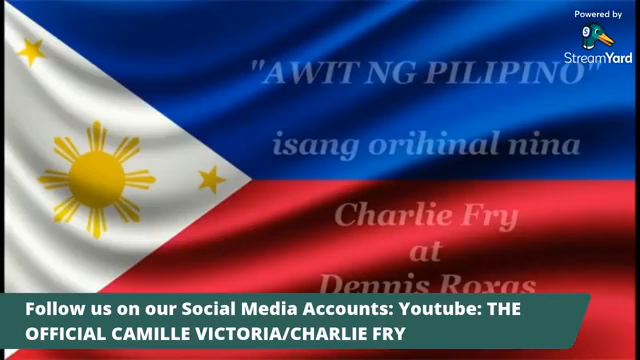 Powered by
StreamYard
"AWIT NG PILIPINO"
isang orihinal nina
Charlie Fry
at
Dennis Roxas
Follow us on our Social Media Accounts: Youtube: THE
OFFICIAL CAMILLE VICTORIA/CHARLIE FRY